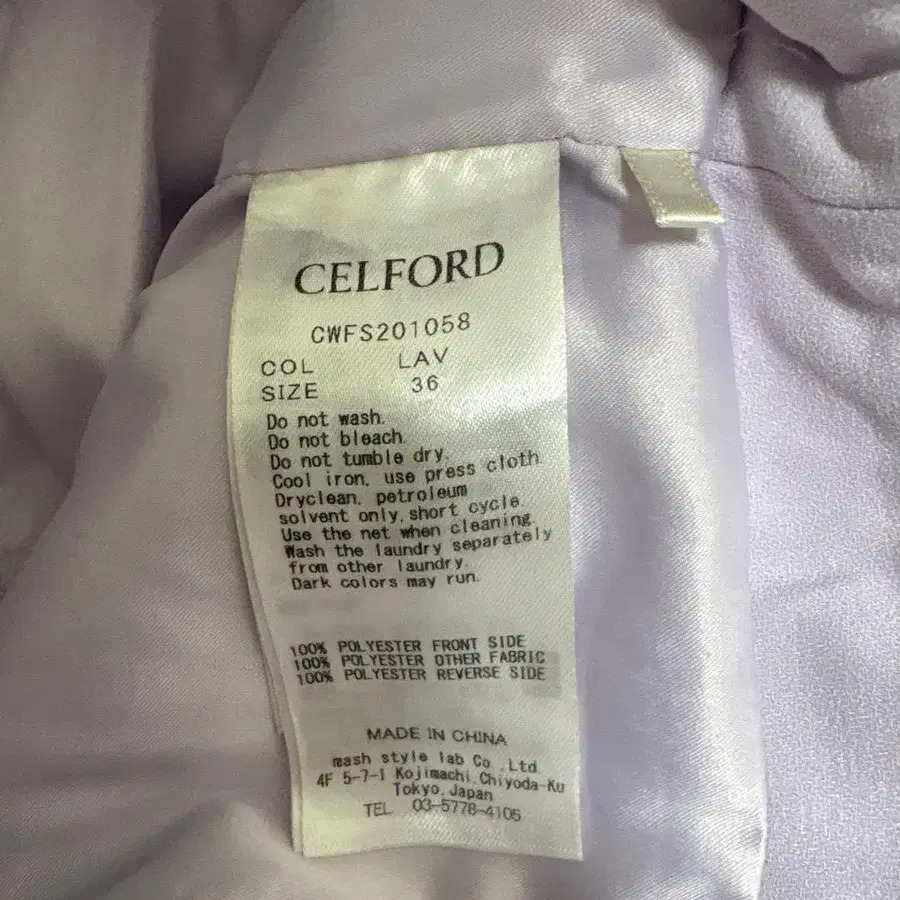 CELFORD
CWFS201058
COL LAV
SIZE 36
Do not wash.
Do not bleach.
Do not tumble dry.
Cool iron, use press cloth
Dryclean, petroleum
solvent only, short cycle.
Use the net when cleaning
Wash the laundry separately
from other laundry.
Dark colors may run.
100% POLYESTER FRONT SIDE
100% POLYESTER OTHER FABRIC
100% POLYESTER REVERSE SIDE
MADE IN CHINA
mash style lab Co.,Ltd.
4F 5-7-1 Kojimachi,Chiyoda-Ku
Tokyo,Japan
TEL 03-5778-4105